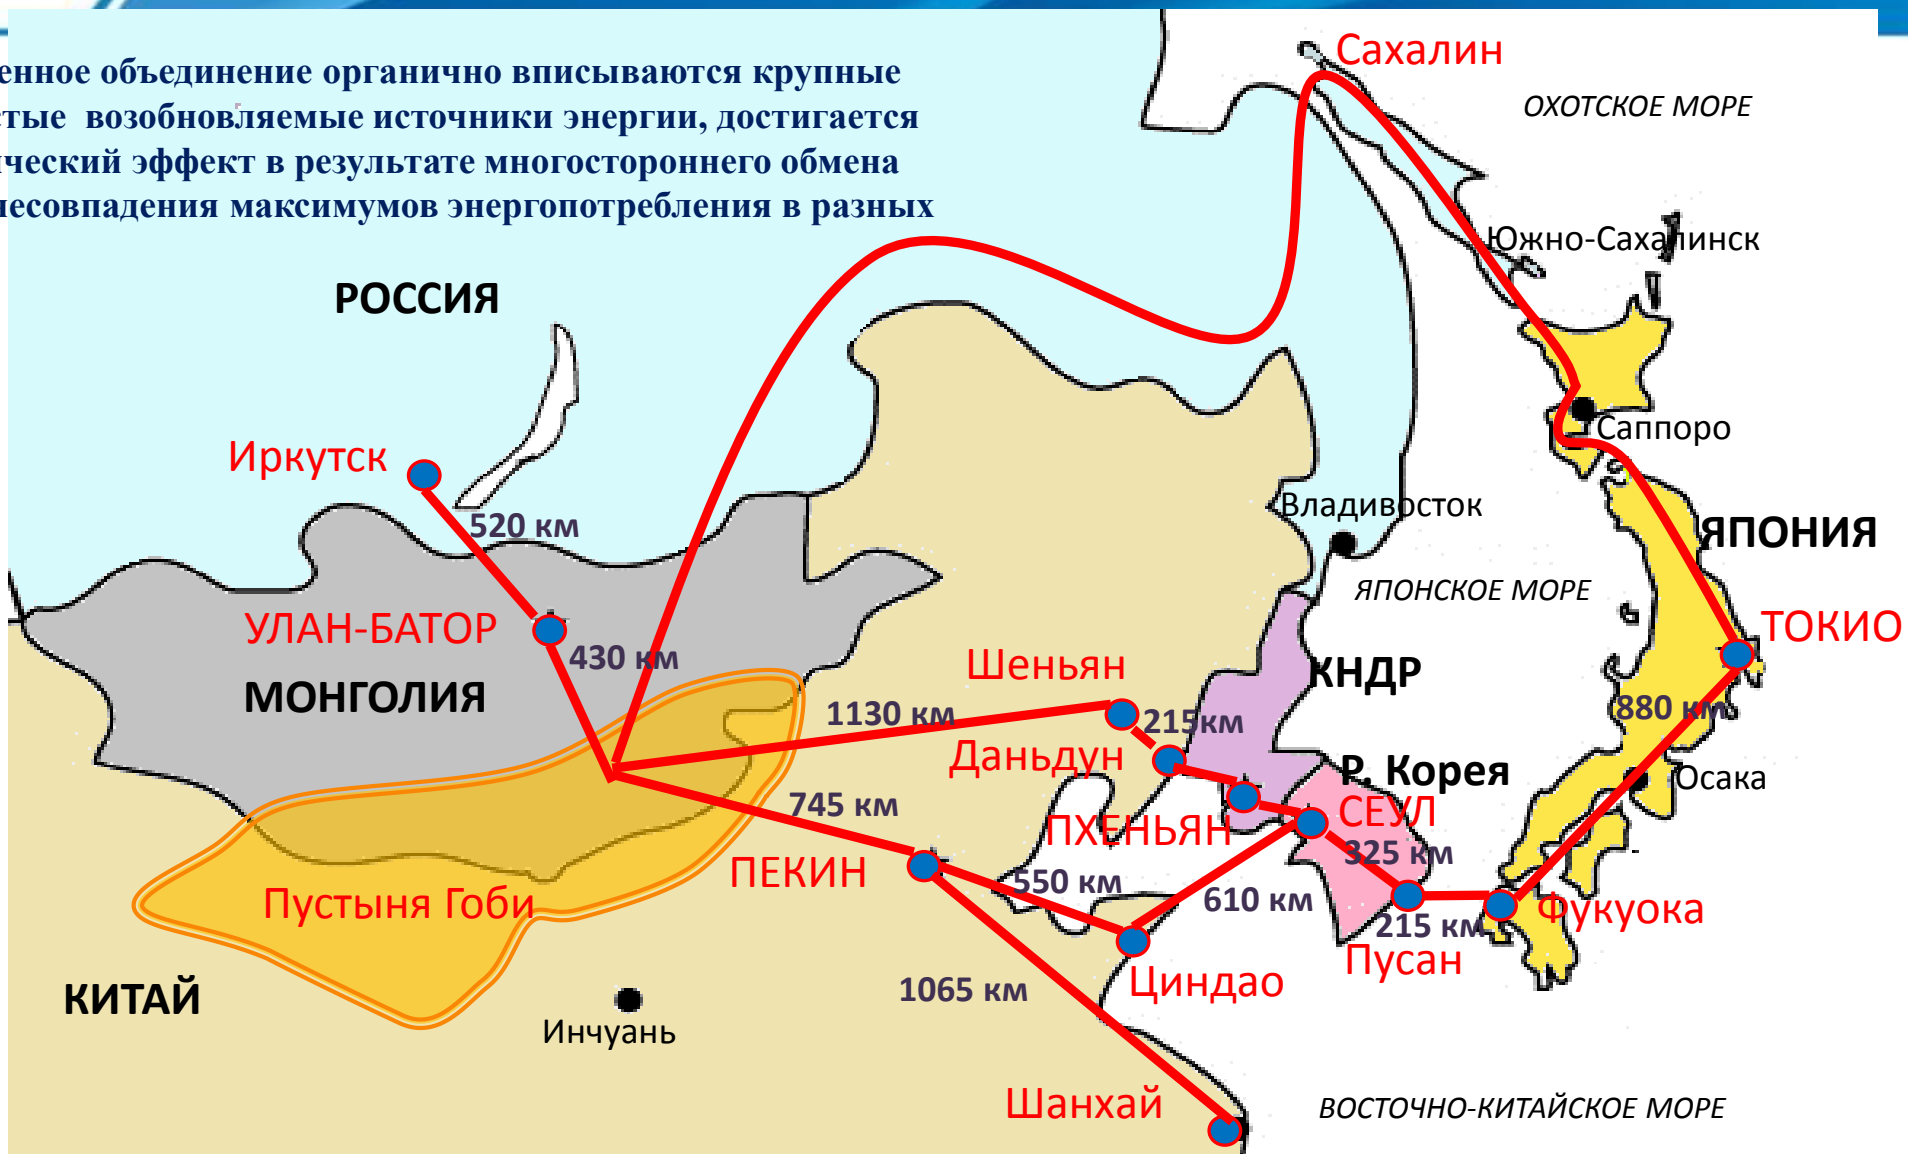 енное объединение органично вписываются крупные
стые возобновляемые источники энергии, достигается
ический эффект в результате многостороннего обмена
несовпадения максимумов энергопотребления в разных
Сахалин
ОХОТСКОЕ МОРЕ
Южно-Сахалинск
РОССИЯ
Иркутск
Саппоро
520 км
Владивосток
ЯПОНИЯ
ЯПОНСКОЕ МОРЕ
УЛАН-БАТОР
ТОКИО
430 км
Шеньян
КНДР
МОНГОЛИЯ
1130 км
215км
880 км
Даньдун
Р. Корея
Осака
745 км
СЕУЛ
ПХЕНЬЯН
325 км
ПЕКИН
550 км
610 км
Пустыня Гоби
Фукуока
215 км
Пусан
1065 км
Циндао
КИТАЙ
Инчуань
Шанхай
ВОСТОЧНО-КИТАЙСКОЕ МОРЕ